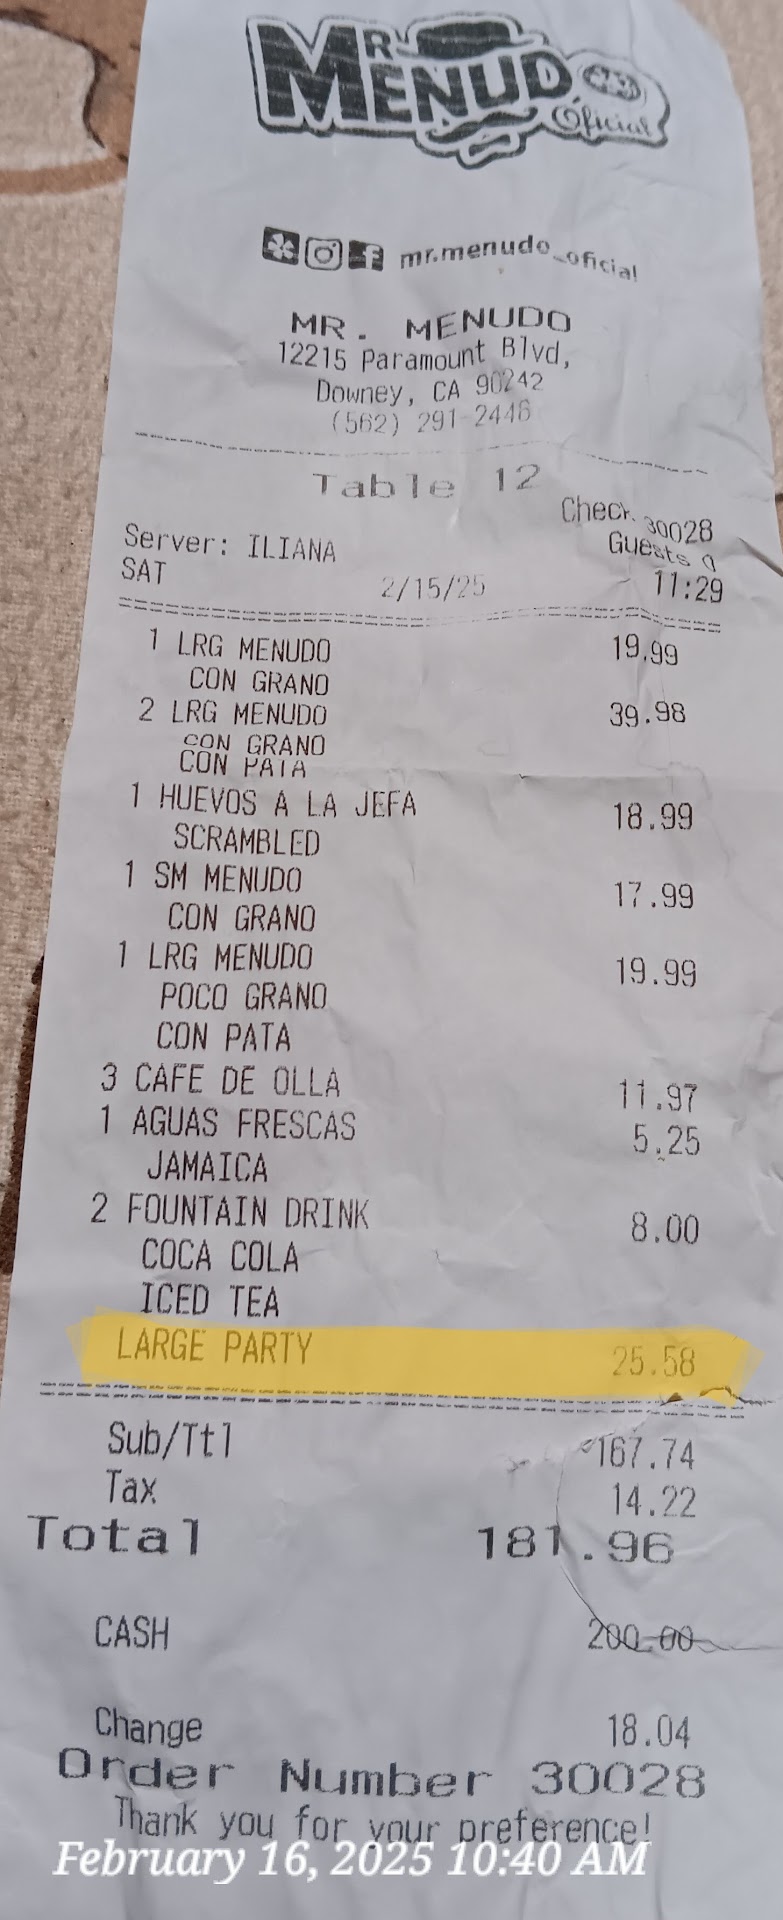 MR MENUDO
Oficial
mr.menudo_oficial
MR. MENUDO
12215 Paramount Blvd,
Downey, CA 90242
(562) 291-2446
Table 12
Check 30028
Server: ILIANA
Guests 9
SAT 2/15/25 11:29
1 LRG MENUDO 19.99
CON GRANO
2 LRG MENUDO 39.98
CON GRANO
CON PATA
1 HUEVOS A LA JEFA 18.99
SCRAMBLED
1 SM MENUDO 17.99
CON GRANO
1 LRG MENUDO 19.99
POCO GRANO
CON PATA
3 CAFE DE OLLA 11.97
1 AGUAS FRESCAS 5.25
JAMAICA
2 FOUNTAIN DRINK 8.00
COCA COLA
ICED TEA
LARGE PARTY 25.58
Sub/Ttl 167.74
Tax 14.22
Total 181.96
CASH 200.00
Change 18.04
Order Number 30028
Thank you for your preference!
February 16, 2025 10:40 AM